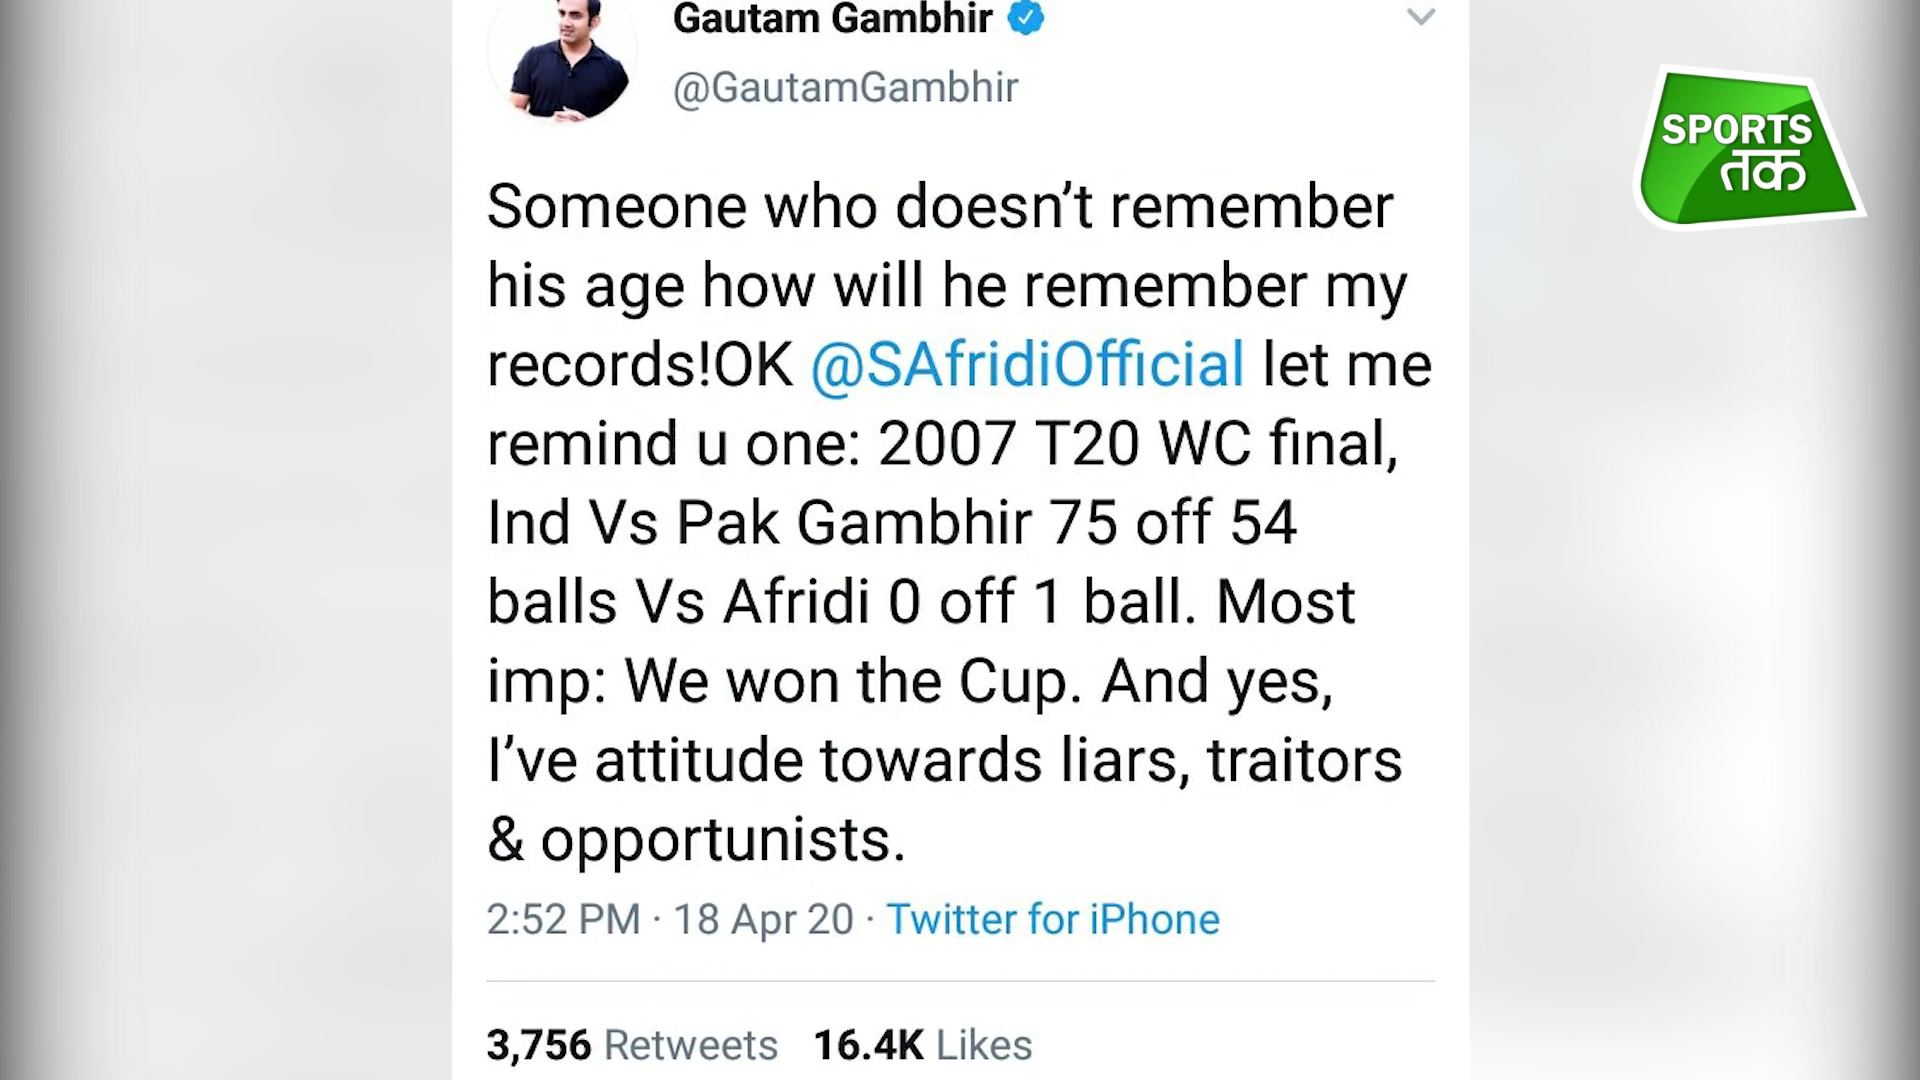 Gautam Gambhir
@GautamGambhir
SPORTS
तक
Someone who doesn’t remember
his age how will he remember my
records!OK @SAfridiOfficial let me
remind u one: 2007 T20 WC final,
Ind Vs Pak Gambhir 75 off 54
balls Vs Afridi 0 off 1 ball. Most
imp: We won the Cup. And yes,
I’ve attitude towards liars, traitors
& opportunists.
2:52 PM · 18 Apr 20 · Twitter for iPhone
3,756 Retweets 16.4K Likes